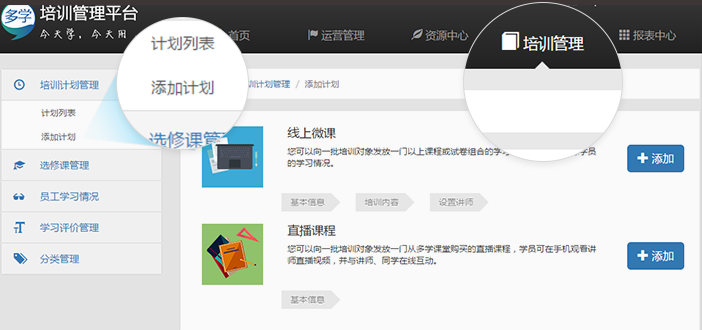 多学 培训管理平台
今天学，今天用
首页 运营管理 资源中心 培训管理 报表中心
计划列表
添加计划
选修课管
培训计划管理
计划列表
添加计划
选修课管理
员工学习情况
学习评价管理
分类管理
训计划管理 / 添加计划
线上微课
您可以向一批培训对象发放一门以上课程或试卷组合的学 学员
的学习情况。
添加
基本信息 培训内容 设置讲师
直播课程
您可以向一批培训对象发放一门从多学课堂购买的直播课程，学员可在手机观看讲
师直播视频，并与讲师、同学在线互动。
添加
基本信息